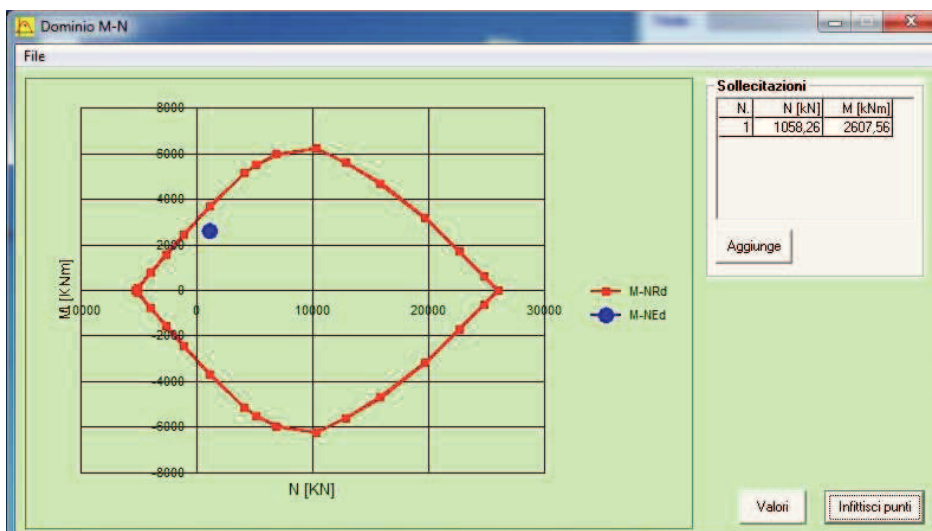 Dominio M-N
File
Sollecitazioni
N. N [kN] M [kNm]
1 1058,26 2607,56
Aggiunge
8000
6000
4000
2000
0
-2000
-4000
-6000
-8000
[KNm]
10000 0 10000 20000 30000
N [KN]
M-NRd
M-NEd
Valori
Infittisci punti